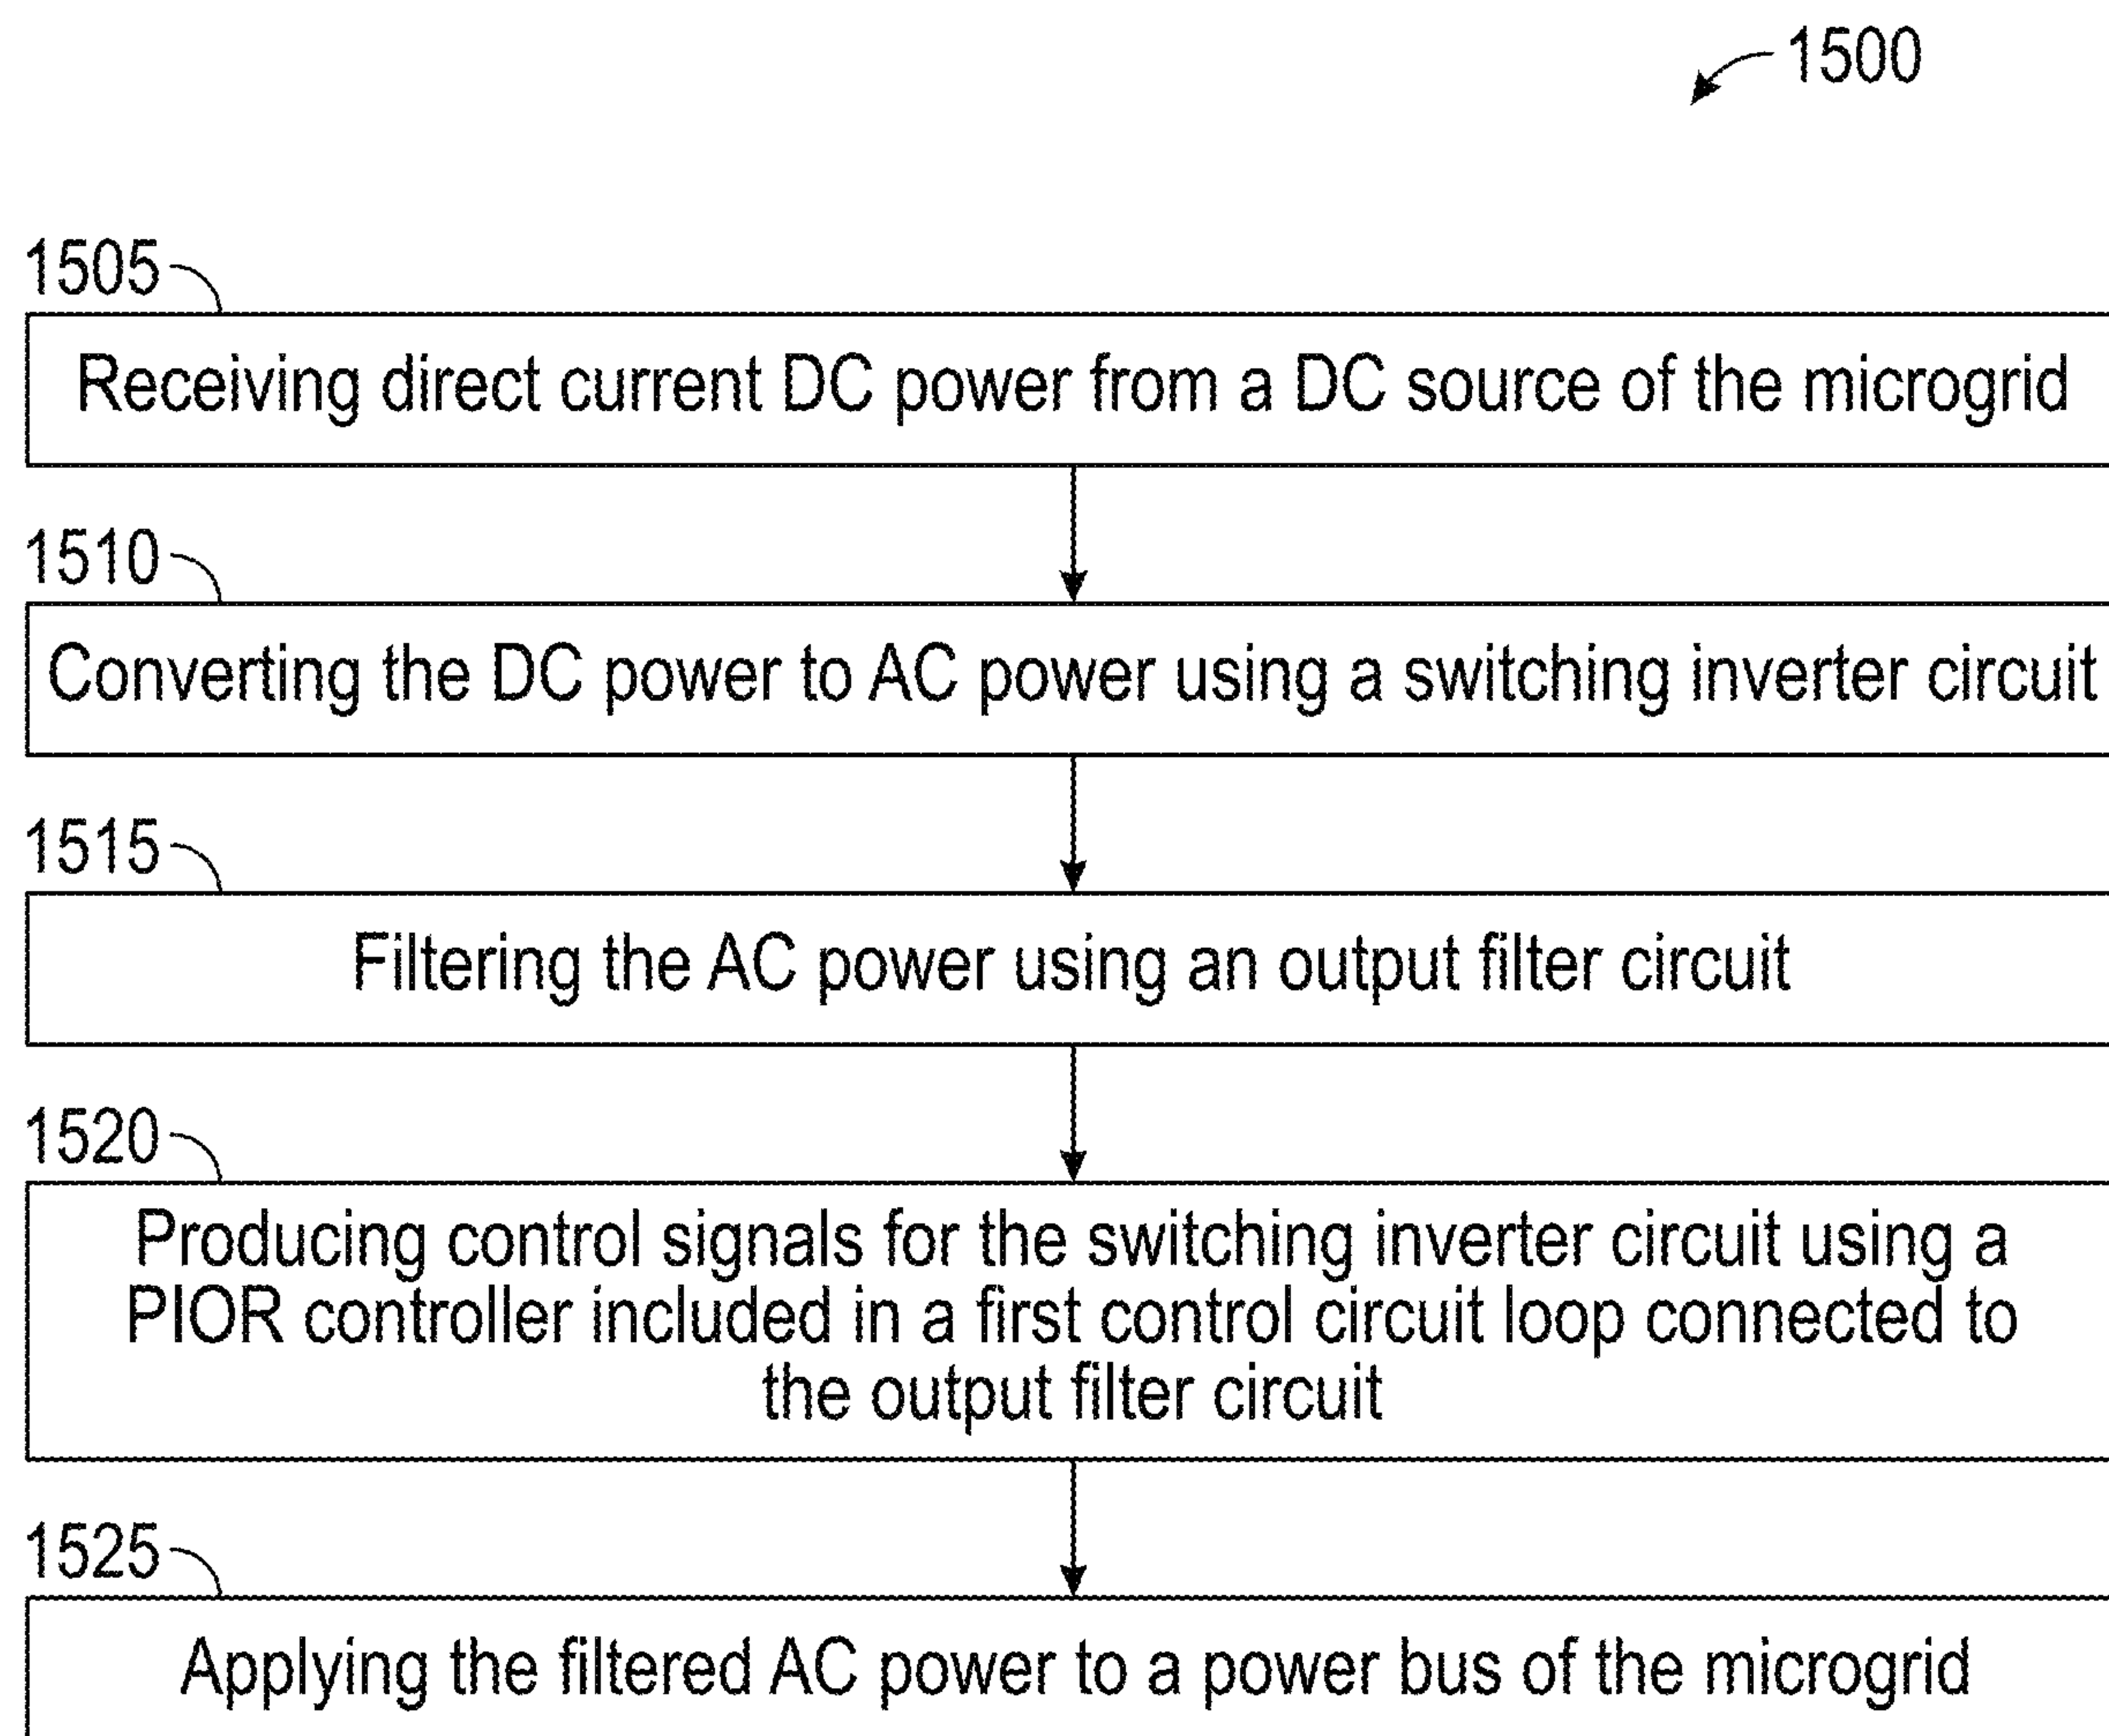 1500
1505
Receiving direct current DC power from a DC source of the microgrid
1510
Converting the DC power to AC power using a switching inverter circuit
1515
Filtering the AC power using an output filter circuit
1520
Producing control signals for the switching inverter circuit using a
PIOR controller included in a first control circuit loop connected to
the output filter circuit
1525
Applying the filtered AC power to a power bus of the microgrid